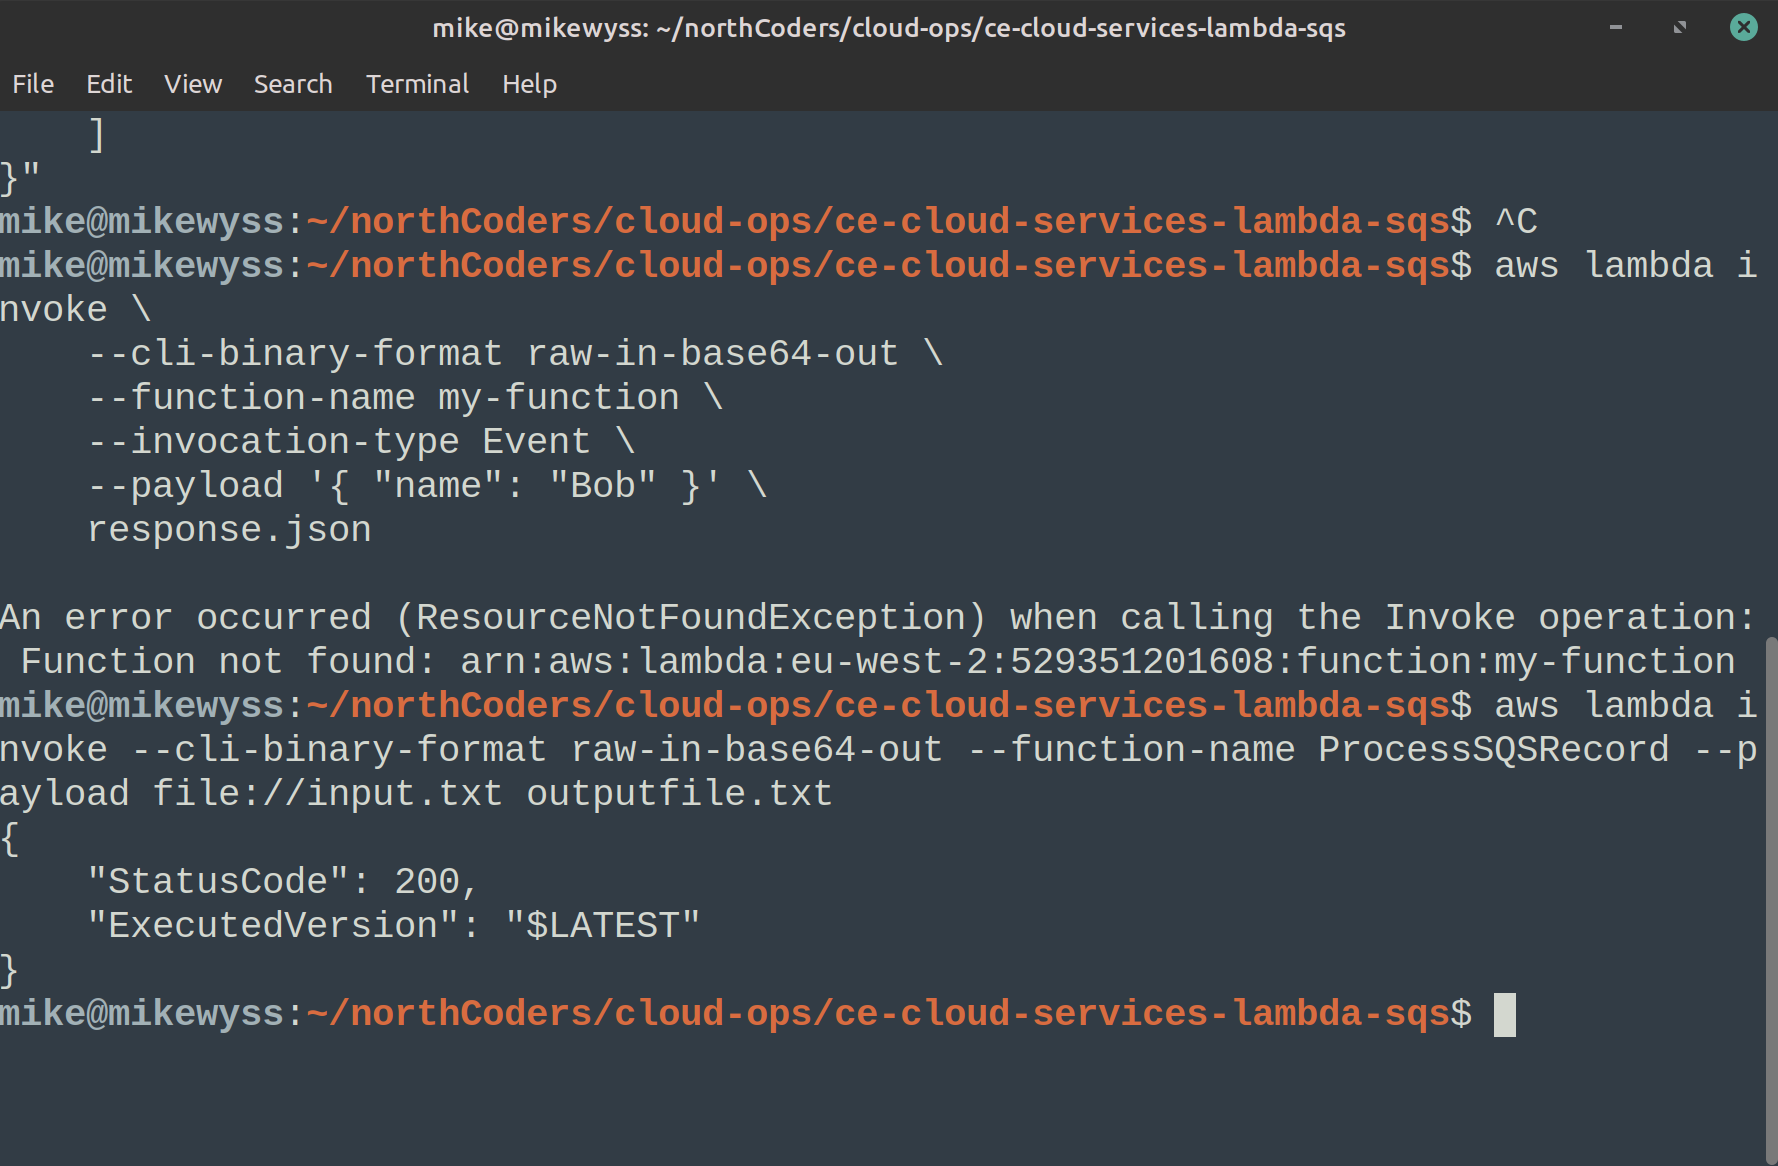 mike@mikewyss: ~/northCoders/cloud-ops/ce-cloud-services-lambda-sqs
File Edit View Search Terminal Help
    ]
}"
mike@mikewyss:~/northCoders/cloud-ops/ce-cloud-services-lambda-sqs$ ^C
mike@mikewyss:~/northCoders/cloud-ops/ce-cloud-services-lambda-sqs$ aws lambda i
nvoke \
    --cli-binary-format raw-in-base64-out \
    --function-name my-function \
    --invocation-type Event \
    --payload '{ "name": "Bob" }' \
    response.json

An error occurred (ResourceNotFoundException) when calling the Invoke operation:
 Function not found: arn:aws:lambda:eu-west-2:529351201608:function:my-function
mike@mikewyss:~/northCoders/cloud-ops/ce-cloud-services-lambda-sqs$ aws lambda i
nvoke --cli-binary-format raw-in-base64-out --function-name ProcessSQSRecord --p
ayload file://input.txt outputfile.txt
{
    "StatusCode": 200,
    "ExecutedVersion": "$LATEST"
}
mike@mikewyss:~/northCoders/cloud-ops/ce-cloud-services-lambda-sqs$